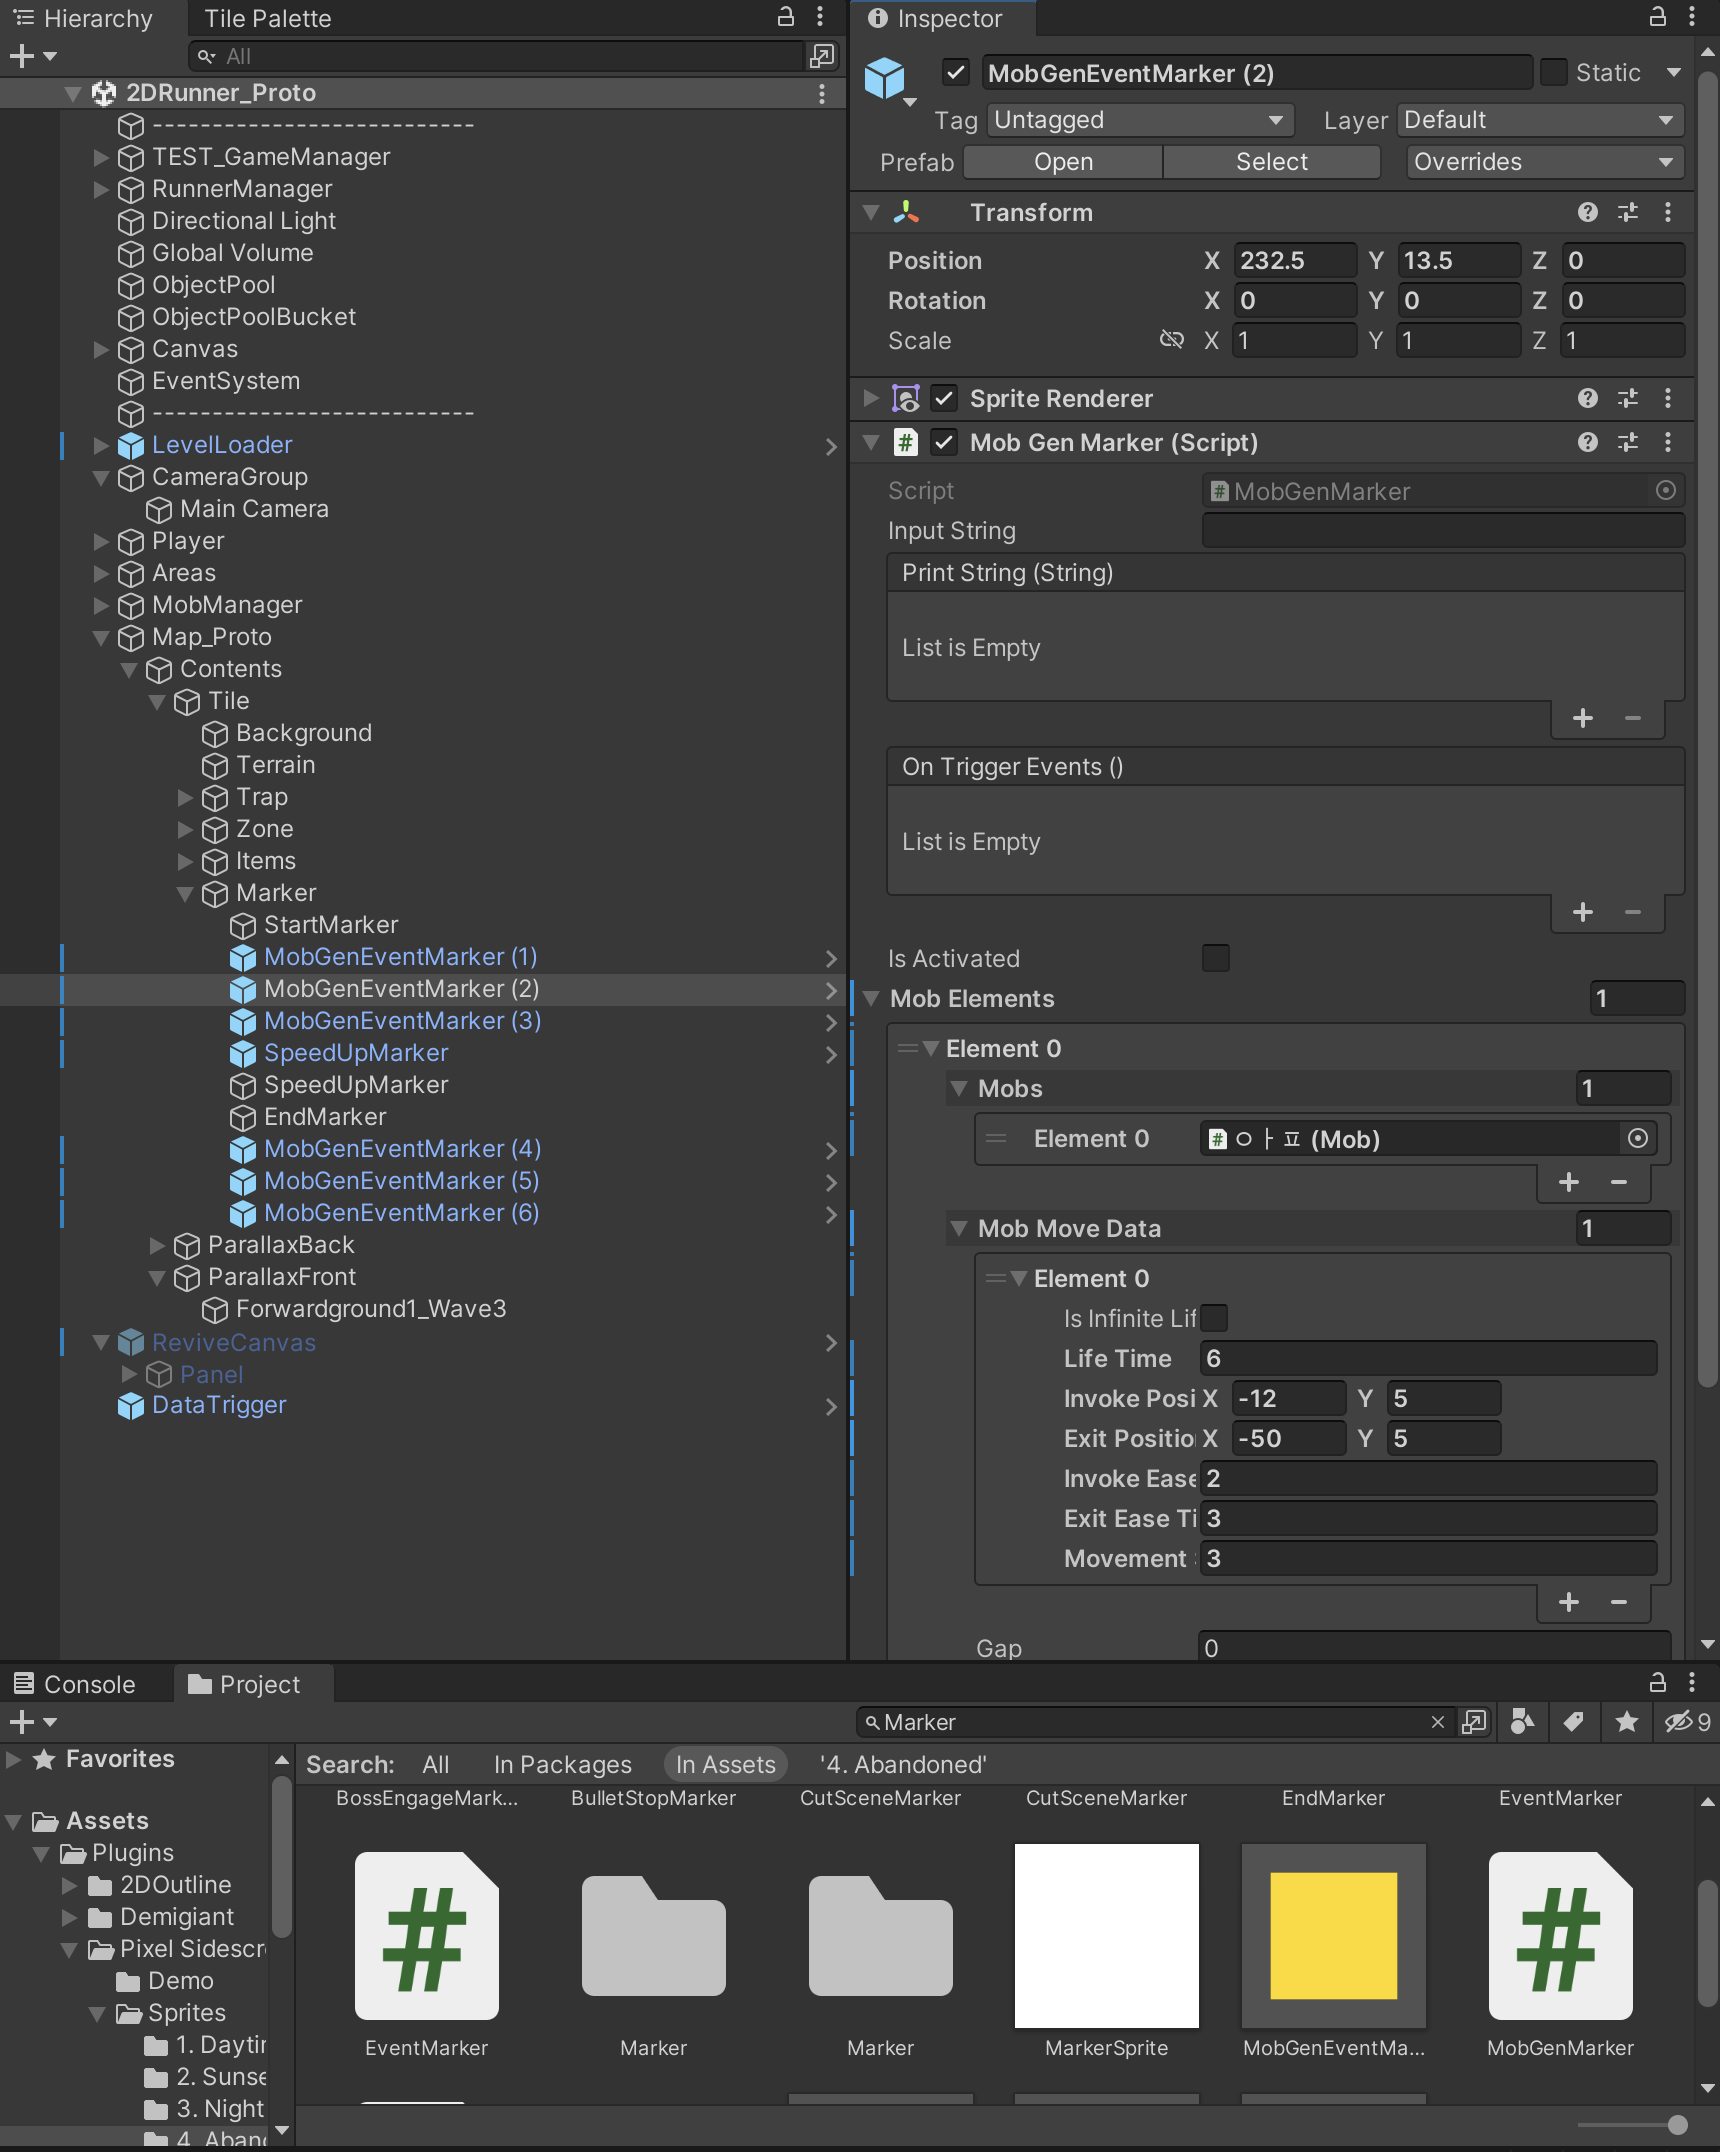 Hierarchy
Tile Palette
All
2DRunner_Proto
---------------------------
TEST_GameManager
RunnerManager
Directional Light
Global Volume
ObjectPool
ObjectPoolBucket
Canvas
EventSystem
---------------------------
LevelLoader
CameraGroup
Main Camera
Player
Areas
MobManager
Map_Proto
Contents
Tile
Background
Terrain
Trap
Zone
Items
Marker
StartMarker
MobGenEventMarker (1)
MobGenEventMarker (2)
MobGenEventMarker (3)
SpeedUpMarker
SpeedUpMarker
EndMarker
MobGenEventMarker (4)
MobGenEventMarker (5)
MobGenEventMarker (6)
ParallaxBack
ParallaxFront
Forwardground1_Wave3
ReviveCanvas
Panel
DataTrigger
Inspector
MobGenEventMarker (2) Static
Tag Untagged Layer Default
Prefab Open Select Overrides
Transform
Position X 232.5 Y 13.5 Z 0
Rotation X 0 Y 0 Z 0
Scale X 1 Y 1 Z 1
Sprite Renderer
# Mob Gen Marker (Script)
Script # MobGenMarker
Input String
Print String (String)
List is Empty
+ −
On Trigger Events ()
List is Empty
+ −
Is Activated
Mob Elements 1
Element 0
Mobs 1
Element 0 # ㅇㅏㅍ (Mob)
+ −
Mob Move Data 1
Element 0
Is Infinite Lif
Life Time 6
Invoke Posi X -12 Y 5
Exit Positio X -50 Y 5
Invoke Ease 2
Exit Ease Ti 3
Movement 3
+ −
Gap 0
Console
Project
Marker 9
Favorites
Assets
Plugins
2DOutline
Demigiant
Pixel Sidescr
Demo
Sprites
1. Daytir
2. Sunse
3. Night
4. Aband
Search: All In Packages In Assets '4. Abandoned'
BossEngageMark... BulletStopMarker CutSceneMarker CutSceneMarker EndMarker EventMarker
# #
EventMarker Marker Marker MarkerSprite MobGenEventMa... MobGenMarker